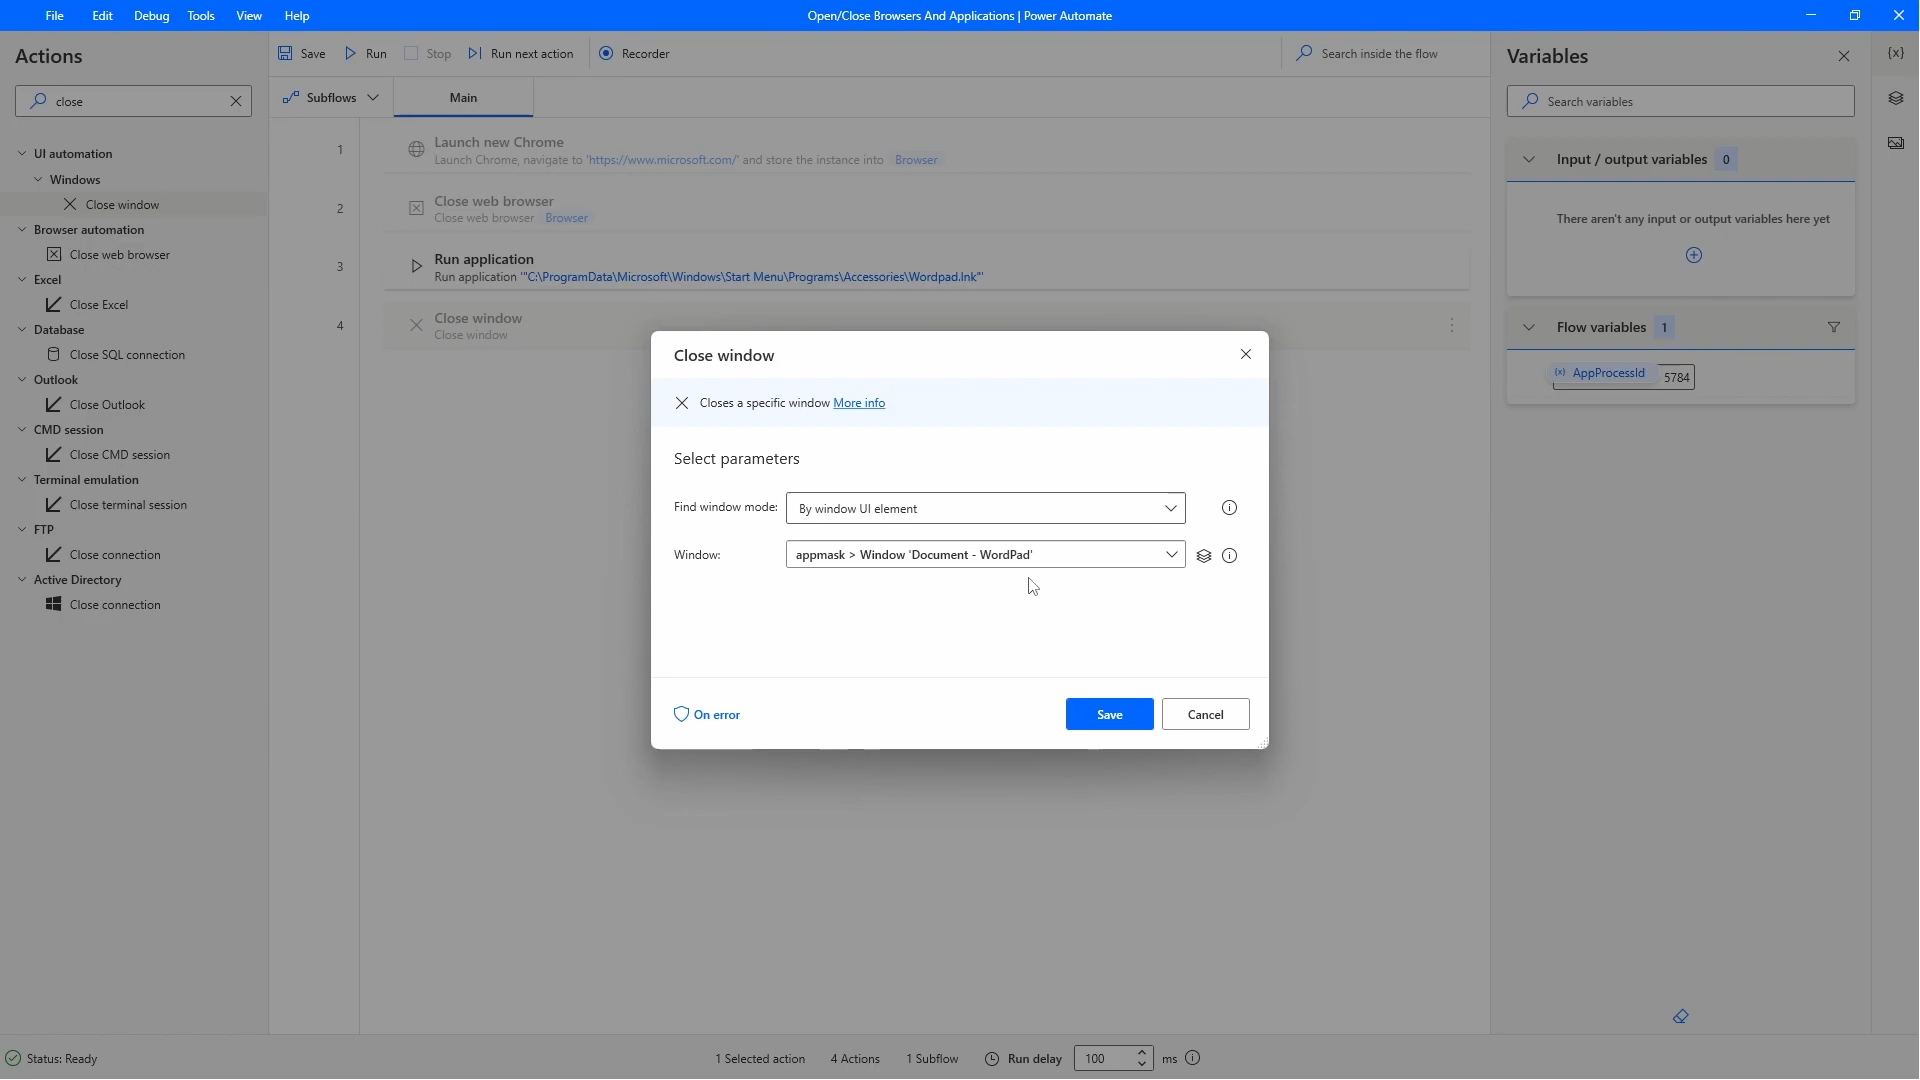 File Edit Debug Tools View Help
Open/Close Browsers And Applications | Power Automate
Actions
close
UI automation
Windows
Close window
Browser automation
Close web browser
Excel
Close Excel
Database
Close SQL connection
Outlook
Close Outlook
CMD session
Close CMD session
Terminal emulation
Close terminal session
FTP
Close connection
Active Directory
Close connection
Save Run Stop Run next action Recorder
Search inside the flow
Subflows Main
1
Launch new Chrome
Launch Chrome, navigate to 'https://www.microsoft.com/' and store the instance into Browser
2
Close web browser
Close web browser Browser
3
Run application
Run application '"C:\ProgramData\Microsoft\Windows\Start Menu\Programs\Accessories\Wordpad.lnk"'
4
Close window
Close window
Close window
Closes a specific window More info
Select parameters
Find window mode: By window UI element
Window: appmask > Window 'Document - WordPad'
On error Save Cancel
Variables
{x}
Search variables
Input / output variables 0
There aren't any input or output variables here yet
Flow variables 1
(x) AppProcessId 5784
Status: Ready
1 Selected action 4 Actions 1 Subflow Run delay 100 ms